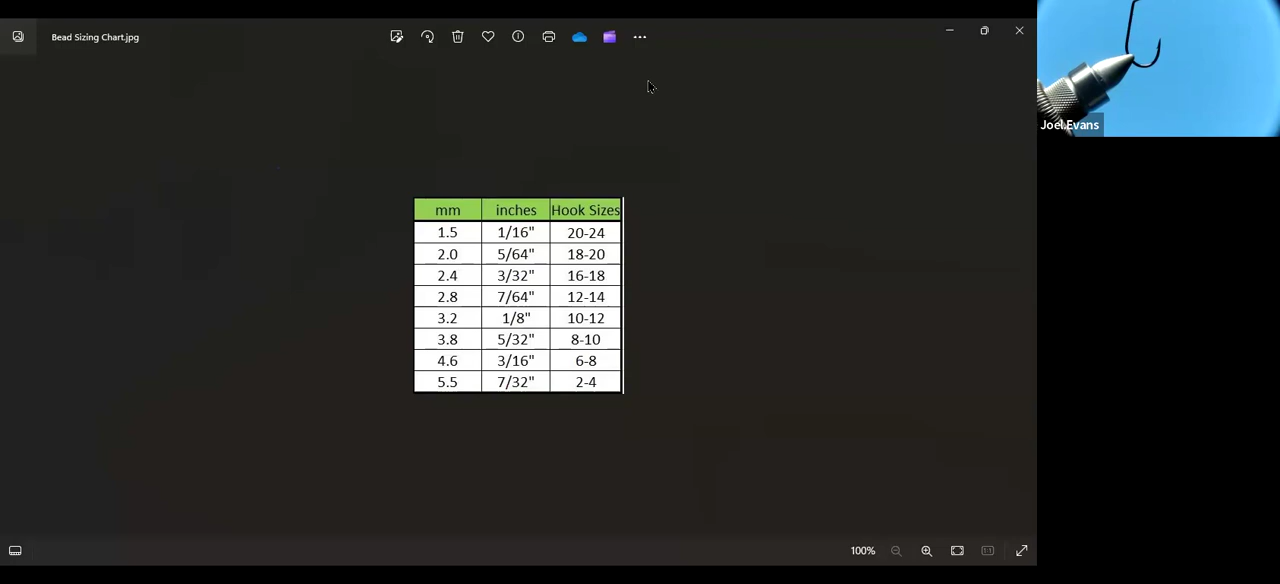 Bead Sizing Chart.jpg
Joel.Evans
mm inches Hook Sizes
1.5 1/16" 20-24
2.0 5/64" 18-20
2.4 3/32" 16-18
2.8 7/64" 12-14
3.2 1/8" 10-12
3.8 5/32" 8-10
4.6 3/16" 6-8
5.5 7/32" 2-4
100%